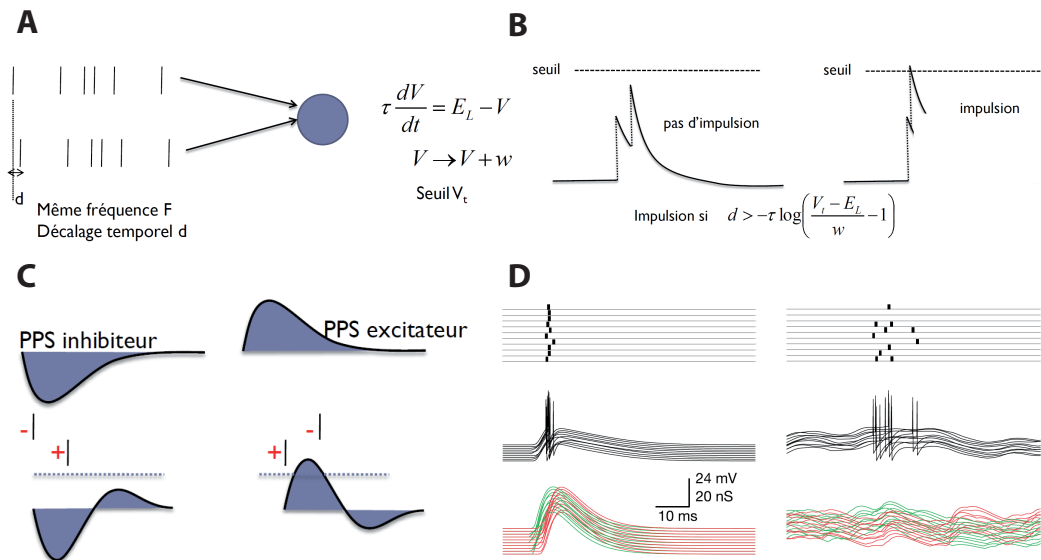 A
τ dV/dt = E_L − V
V → V + w
Seuil V_t
d
Même fréquence F
Décalage temporel d
B
seuil
pas d'impulsion
seuil
impulsion
Impulsion si d > −τ log((V_t − E_L)/w − 1)
C
PPS inhibiteur
PPS excitateur
-
+
-
+
D
24 mV
20 nS
10 ms